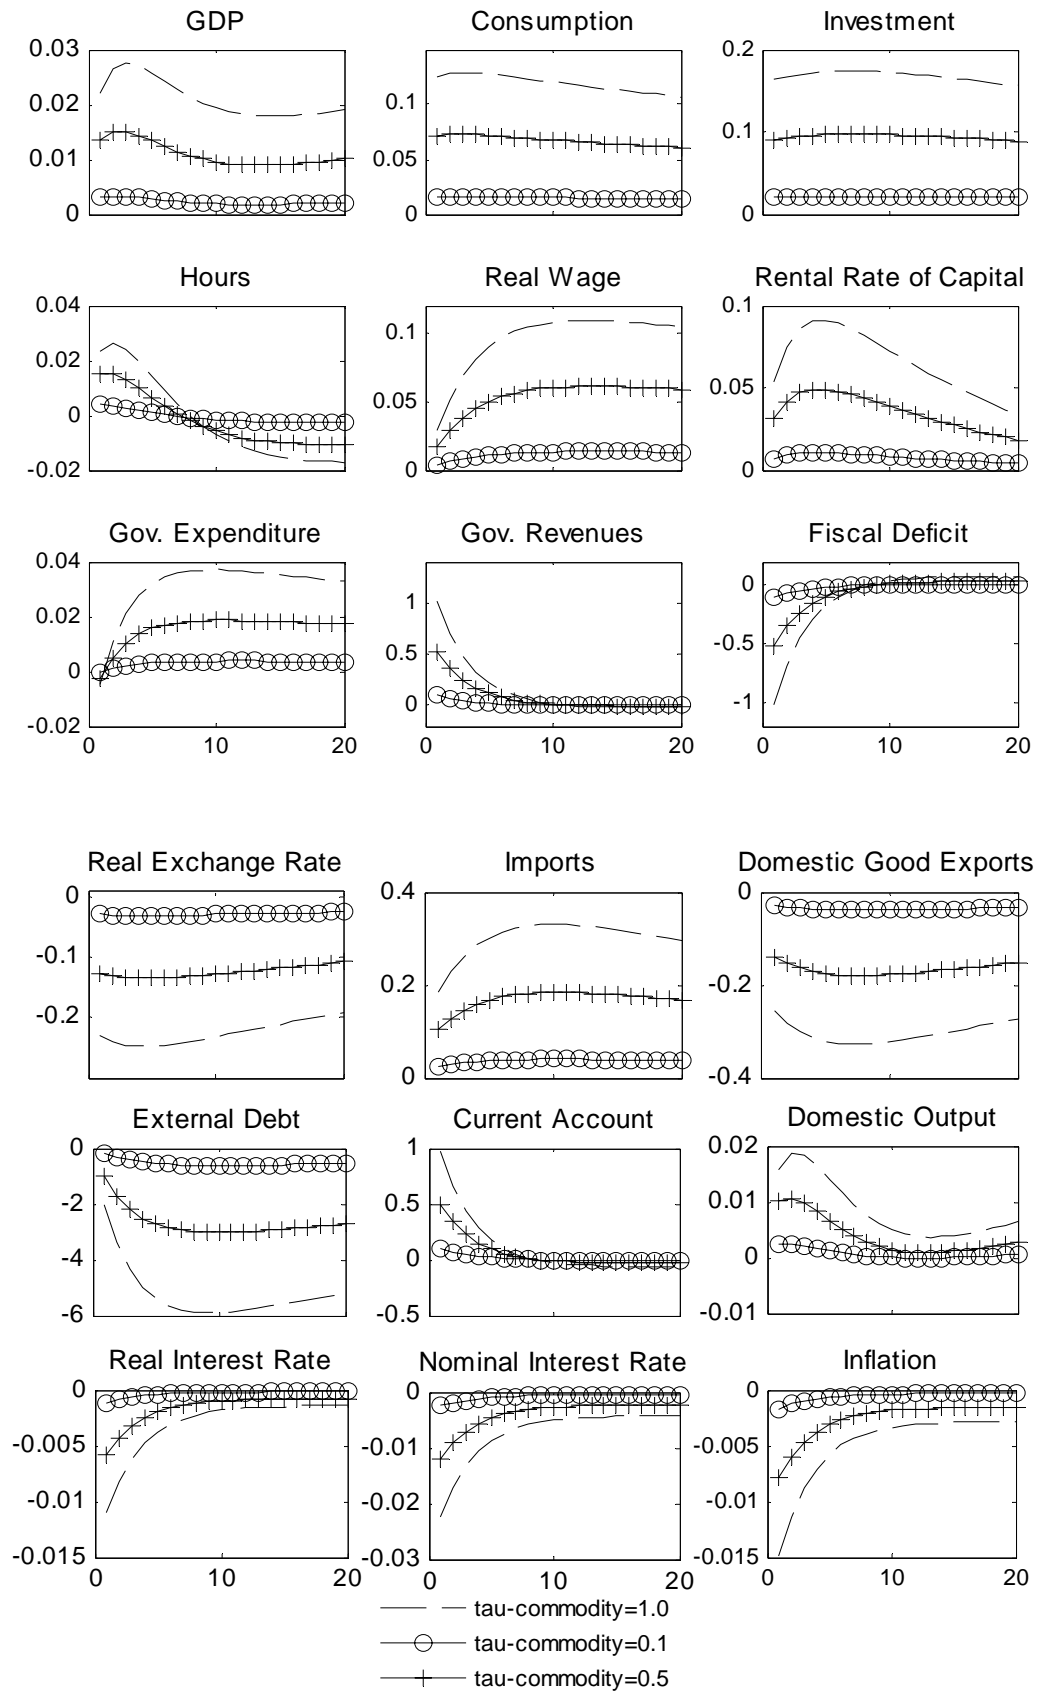 GDP Consumption Investment
0.03 0.2
0.02 0.1
0.01 0.05 0.1
0 0 0
Hours Real Wage Rental Rate of Capital
0.04 0.1
0.02 0.1
0 0.05 0.05
-0.02 0 0
Gov. Expenditure Gov. Revenues Fiscal Deficit
0.04 0
0.02 1
0 0.5 -0.5
-0.02 0 -1
0 10 20 0 10 20 0 10 20
Real Exchange Rate Imports Domestic Good Exports
0 0.4 0
-0.1 0.2 -0.2
-0.2
0 -0.4
External Debt Current Account Domestic Output
0 1 0.02
-2 0.5 0.01
-4 0 0
-6 -0.5 -0.01
Real Interest Rate Nominal Interest Rate Inflation
0 0 0
-0.005 -0.01 -0.005
-0.01 -0.02 -0.01
-0.015 -0.03 -0.015
0 10 20 0 10 20 0 10 20
tau-commodity=1.0
tau-commodity=0.1
tau-commodity=0.5